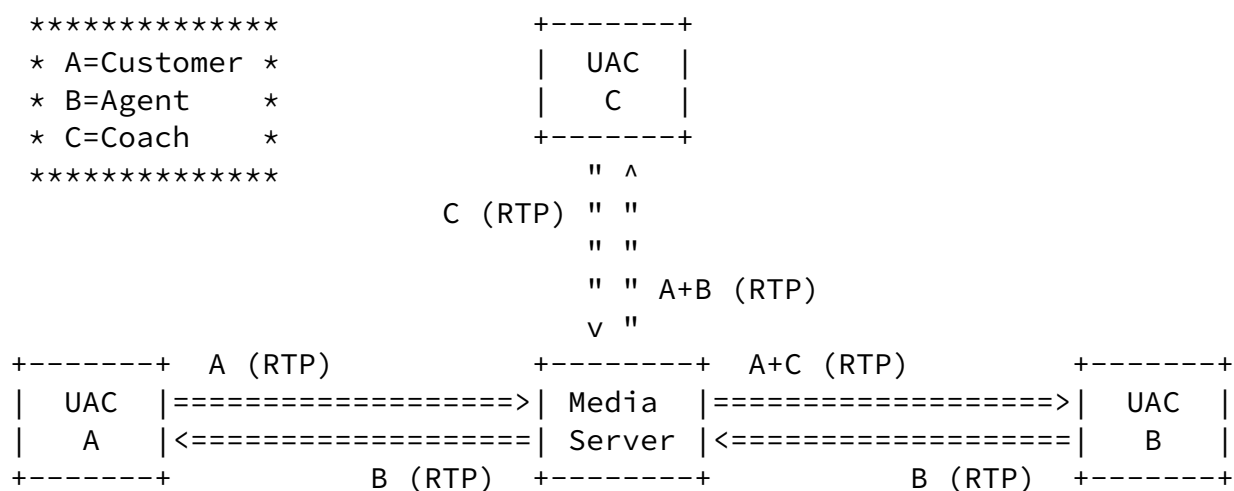 **************               +-------+
* A=Customer *               |  UAC  |
* B=Agent    *               |   C   |
* C=Coach    *               +-------+
**************                 " ^
                       C (RTP) " "
                               " "
                               " " A+B (RTP)
                               v "
+-------+  A (RTP)          +--------+  A+C (RTP)          +-------+
|  UAC  |==================>| Media  |==================>|  UAC  |
|   A   |<==================| Server |<==================|   B   |
+-------+           B (RTP)  +--------+           B (RTP)  +-------+